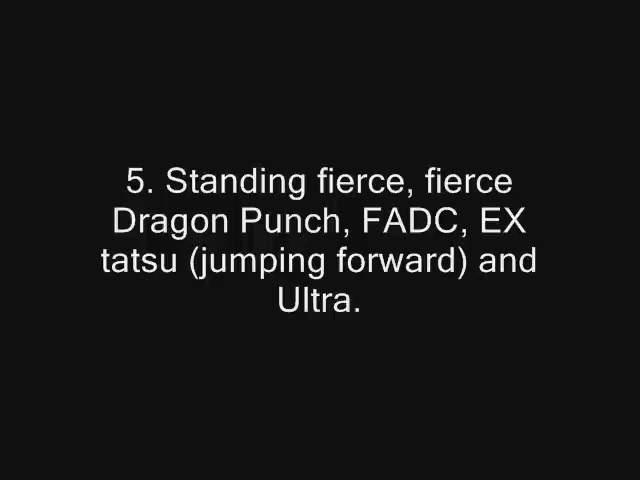 5. Standing fierce, fierce
Dragon Punch, FADC, EX
tatsu (jumping forward) and
Ultra.